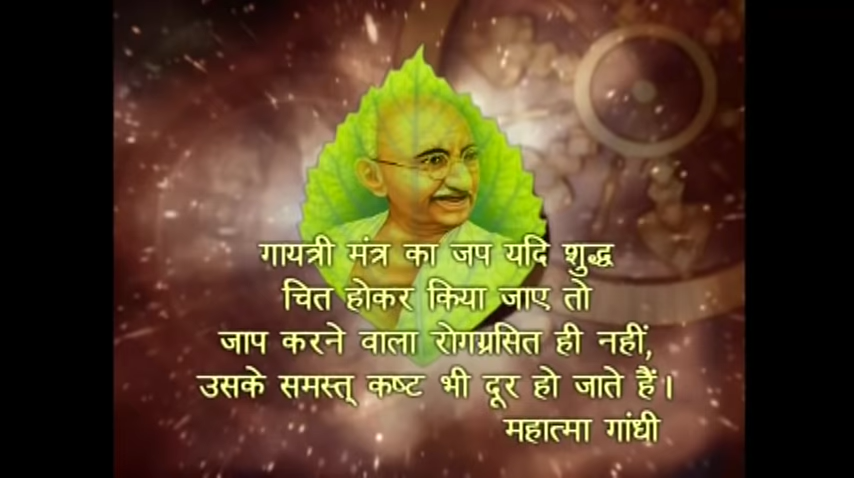 गायत्री मंत्र का जप यदि शुद्ध
चित होकर किया जाए तो
जाप करने वाला रोगग्रसित ही नहीं,
उसके समस्त् कष्ट भी दूर हो जाते हैं।
महात्मा गांधी